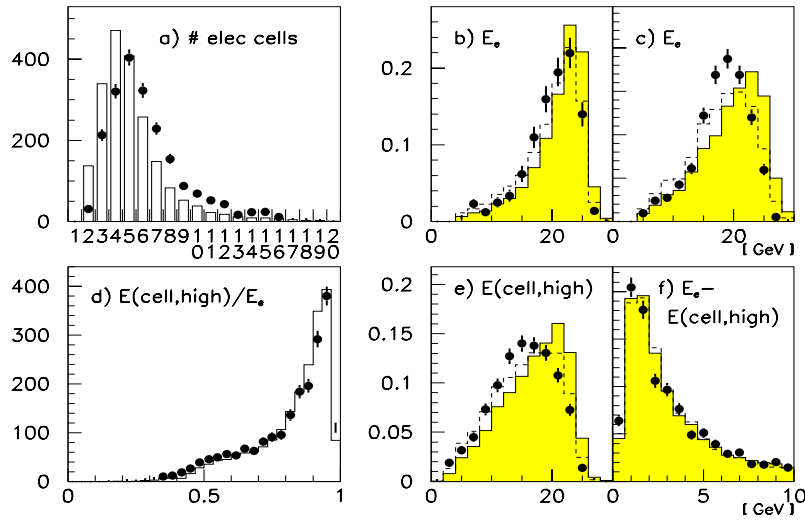 a) # elec cells
400
200
0
1 2 3 4 5 6 7 8 9 1 1 1 1 1 1 1 1 1 1 2
0 1 2 3 4 5 6 7 8 9 0
b) Eₑ
0.2
0.1
0
0 20
c) Eₑ
0 20
[ GeV ]
d) E(cell,high)/Eₑ
400
300
200
100
0
0 0.5 1
e) E(cell,high)
0.2
0.15
0.1
0.05
0
0 20
f) Eₑ−
E(cell,high)
0 5 10
[ GeV ]